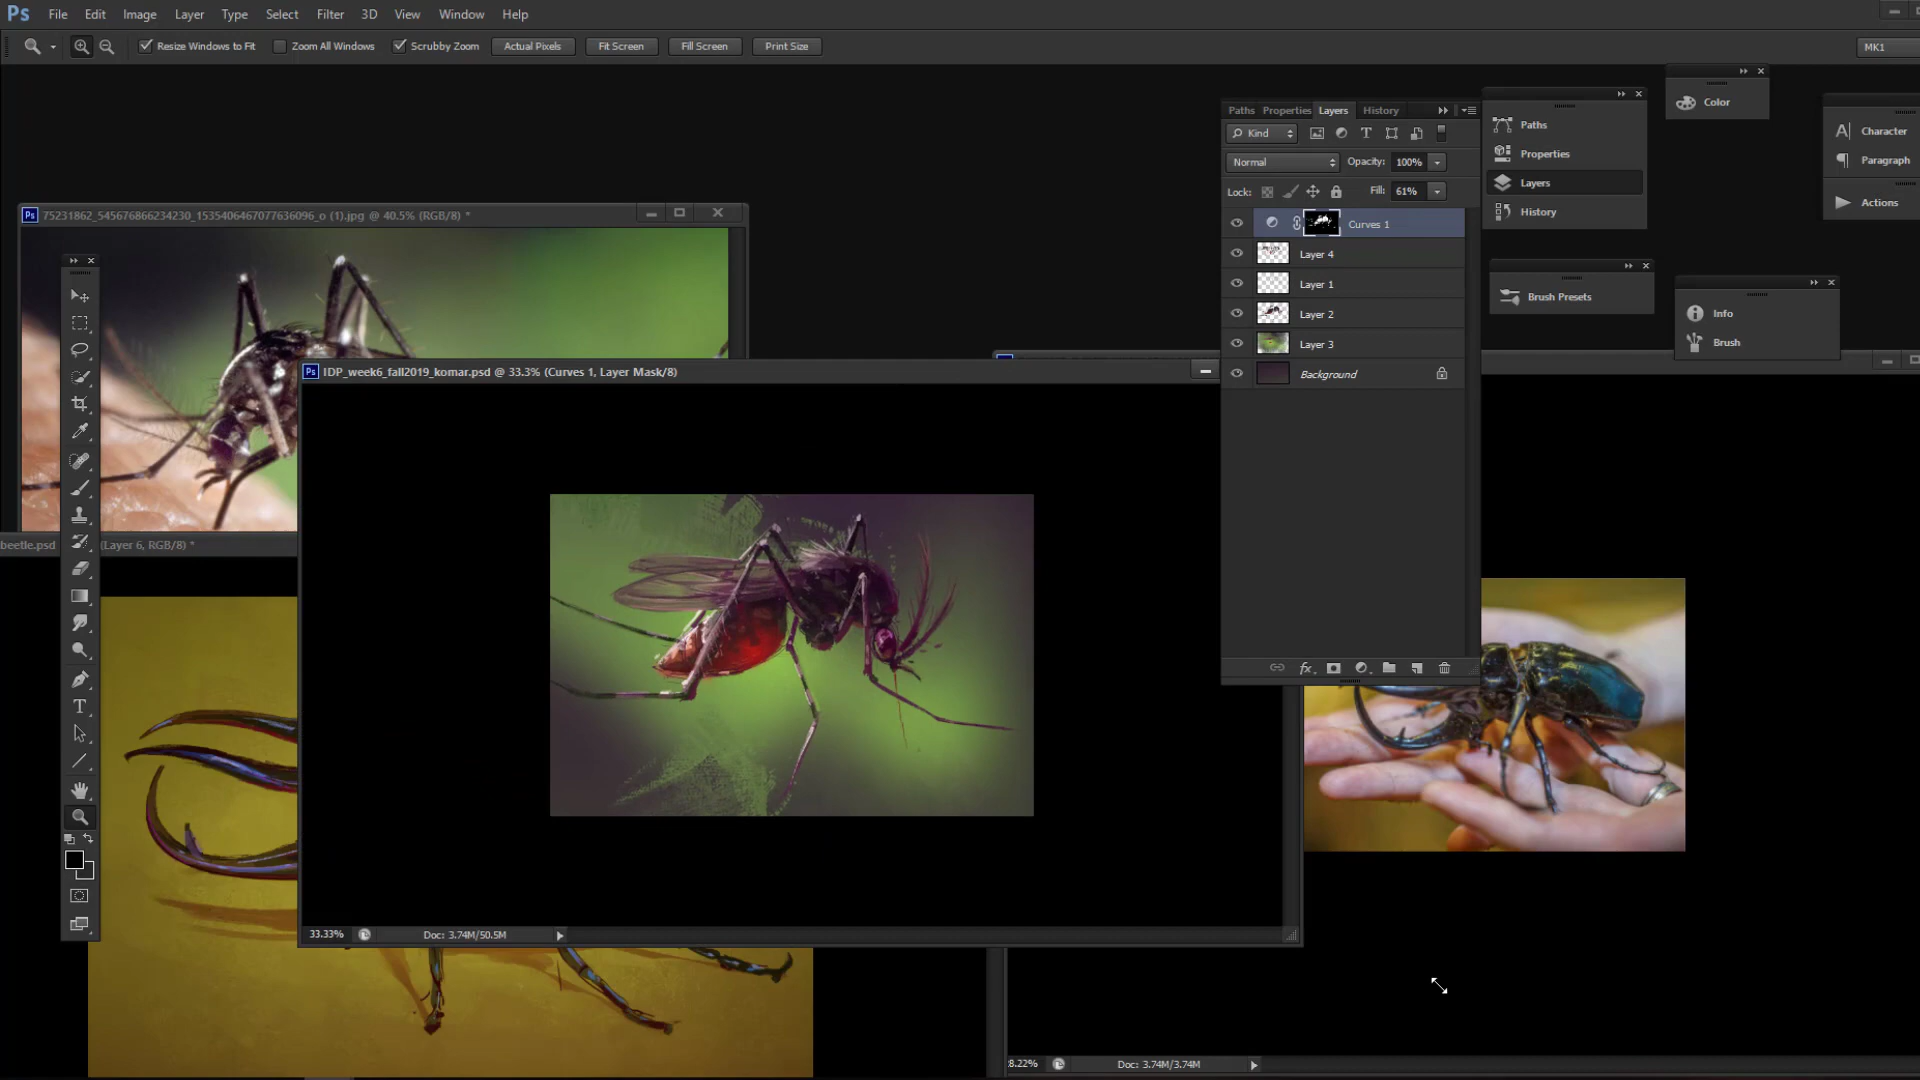 Ps File Edit Image Layer Type Select Filter 3D View Window Help
Resize Windows to Fit Zoom All Windows Scrubby Zoom Actual Pixels Fit Screen Fill Screen Print Size MK1
Color
Paths Properties Layers History
Paths
Properties
Layers
History
Character
Paragraph
Actions
Kind
Normal Opacity: 100%
Lock: Fill: 61%
Curves 1
Layer 4
Layer 1
Layer 2
Layer 3
Background
Brush Presets
Info
Brush
Ps 75231862_545676866234230_1535406467077636096_o (1).jpg @ 40.5% (RGB/8) *
Ps IDP_week6_fall2019_komar.psd @ 33.3% (Curves 1, Layer Mask/8)
beetle.psd (Layer 6, RGB/8) *
33.33% Doc: 3.74M/50.5M
8.22% Doc: 3.74M/3.74M